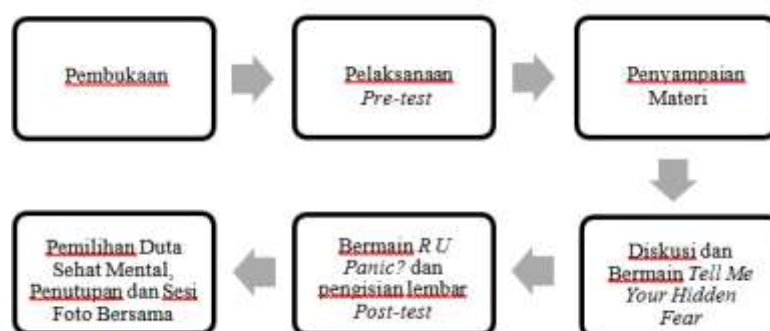 Pembukaan
Pelaksanaan
Pre-test
Penyampaian
Materi
Diskusi dan
Bermain Tell Me
Your Hidden
Fear
Bermain R U
Panic? dan
pengisian lembar
Post-test
Pemilihan Duta
Sehat Mental,
Penutupan dan Sesi
Foto Bersama